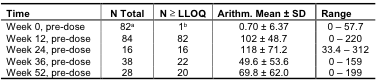 Time N Total N ≥ LLOQ Arithm. Mean ± SD Range
Week 0, pre-dose 82ᵃ 1ᵇ 0.70 ± 6.37 0 – 57.7
Week 12, pre-dose 84 82 102 ± 48.7 0 – 220
Week 24, pre-dose 16 16 118 ± 71.2 33.4 – 312
Week 36, pre-dose 38 22 49.6 ± 53.6 0 – 159
Week 52, pre-dose 28 20 69.8 ± 62.0 0 – 199